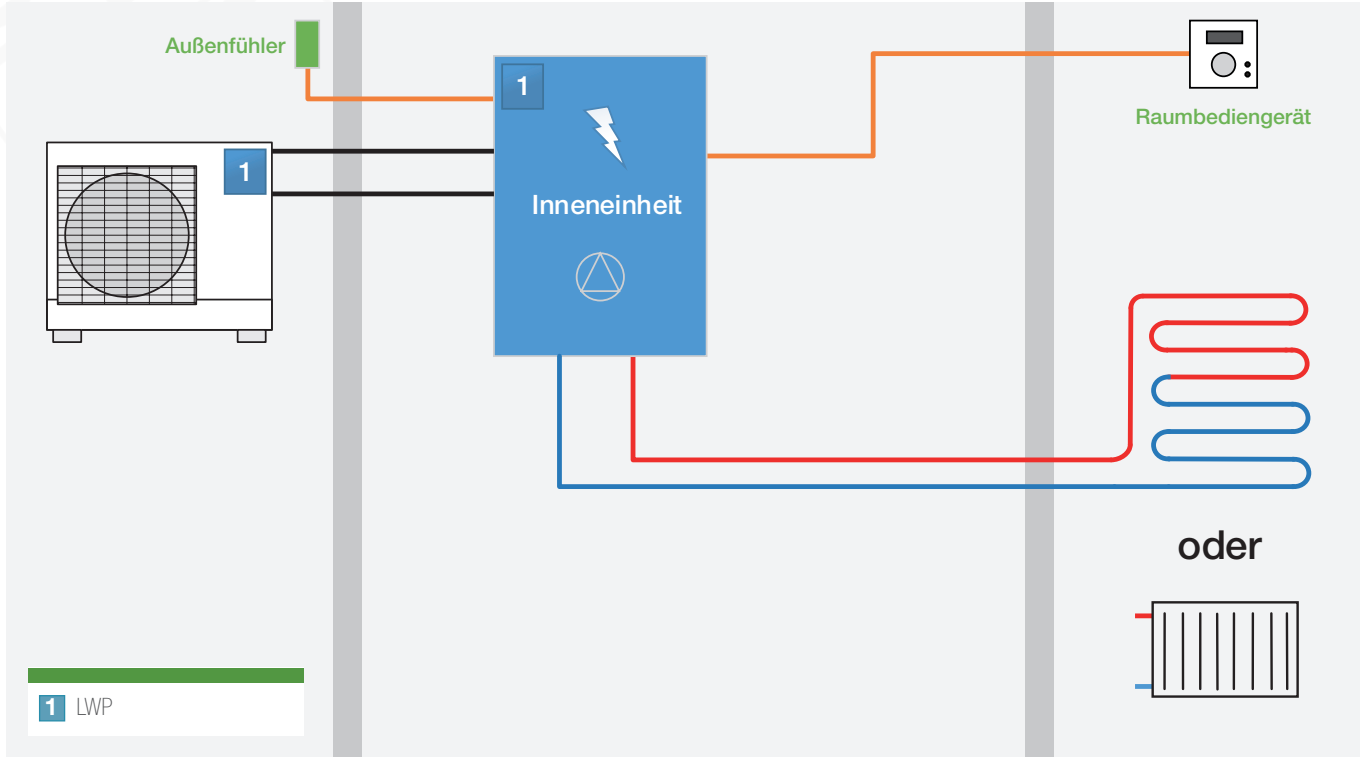 Außenfühler
1
Raumbediengerät
1
Inneneinheit
oder
1 LWP